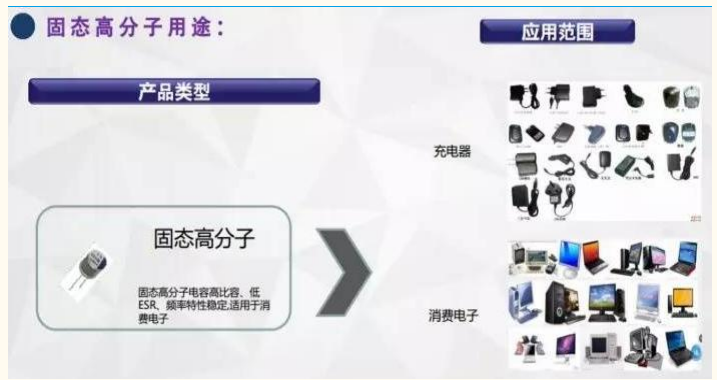 固态高分子用途：
应用范围
产品类型
充电器
固态高分子
固态高分子电容高比容、低
ESR、频率特性稳定,适用于消
费电子
消费电子